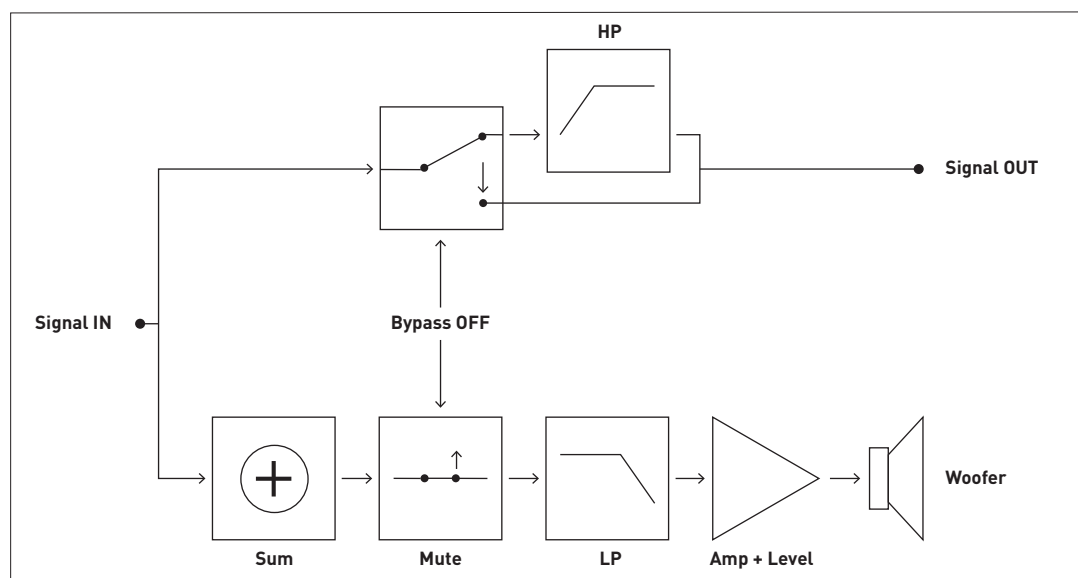 HP
Signal OUT
Signal IN
Bypass OFF
Woofer
Sum
Mute
LP
Amp + Level